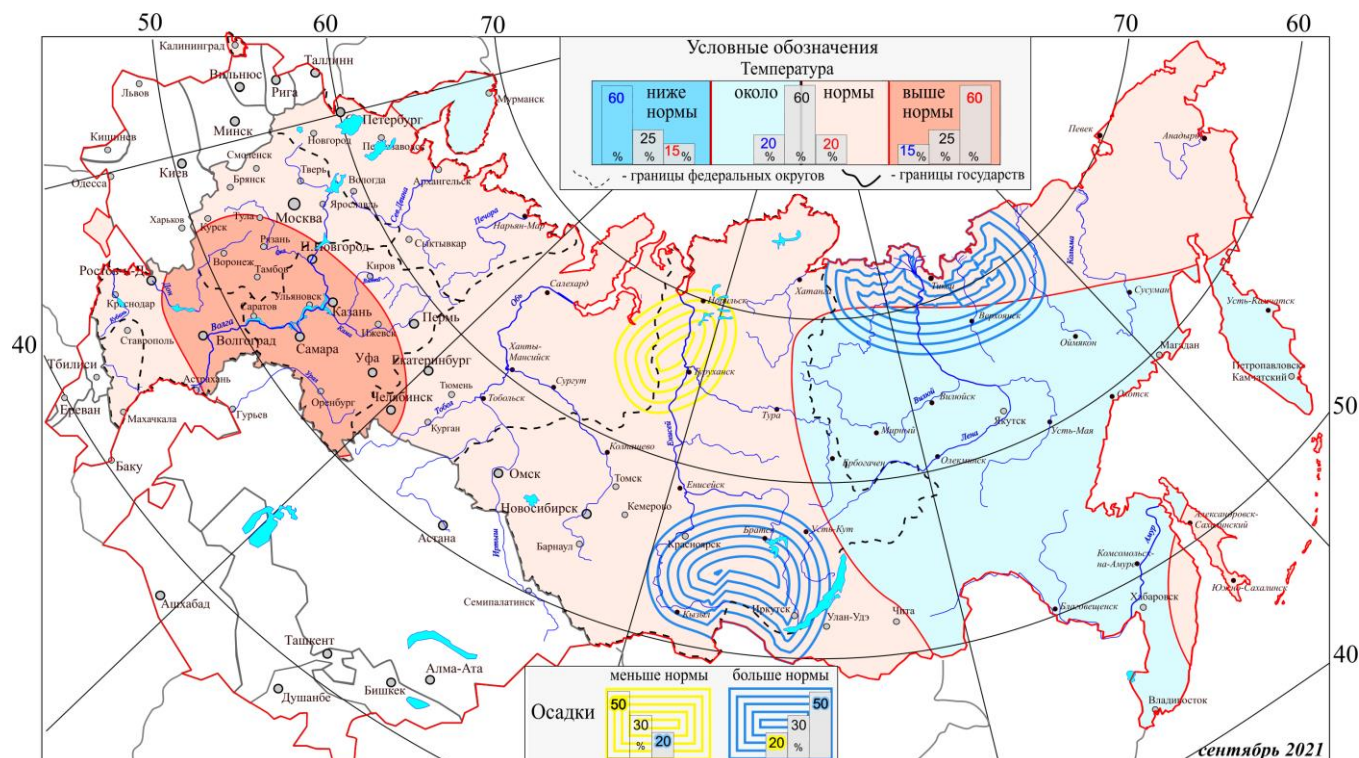 50
60
70
70
60
Калининград
Таллинн
Вильнюс
Рига
Львов
Мурманск
Минск
Петербург
Новгород
Кишинев
Смоленск
Киев
Тверь
Архангельск
Одесса
Брянск
Вологда
Москва
Ярославль
Сев.Двина
Печора
Харьков
Курск
Тула
Нарьян-Мар
Рязань
Сыктывкар
Н.Новгород
Воронеж
Тамбов
Киров
Ростов-н-Д.
Дон
Ока
Салехард
Обь
Краснодар
Ульяновск
Казань
Кубань
Саратов
Волга
Кама
Ижевск
Пермь
Ставрополь
Волгоград
Самара
Уфа
Екатеринбург
Ханты-
Мансийск
40
Тбилиси
Астрахань
Урал
Тюмень
Сургут
Ереван
Оренбург
Челябинск
Тобол
Тобольск
Махачкала
Гурьев
Курган
Колпашево
Баку
Омск
Томск
Новосибирск
Кемерово
Астана
Иртыш
Барнаул
Семипалатинск
Ашхабад
Ташкент
Алма-Ата
Душанбе
Бишкек
Условные обозначения
Температура
60
%
25
%
15%
ниже
нормы
около
20
%
60
%
20
%
нормы
выше
нормы
15%
25
%
60
%
- границы федеральных округов
- границы государств
Певек
Анадырь
Колыма
Хатанга
Тикси
Норильск
Сусуман
Усть-Камчатск
Верхоянск
Оймякон
Магадан
Петропавловск-
Камчатский
Туруханск
Охотск
Тура
Вилюй
Вилюйск
Якутск
50
Енисей
Мирный
Лена
Усть-Мая
Ербогачен
Олекминск
Енисейск
Александровск-
Сахалинский
Братск
Усть-Кут
Красноярск
Амур
Комсомольск-
на-Амуре
Южно-Сахалинск
Кызыл
Иркутск
Улан-Удэ
Чита
Благовещенск
Хабаровск
40
Владивосток
Осадки
меньше нормы
50
30
%
20
больше нормы
20
30
%
50
сентябрь 2021